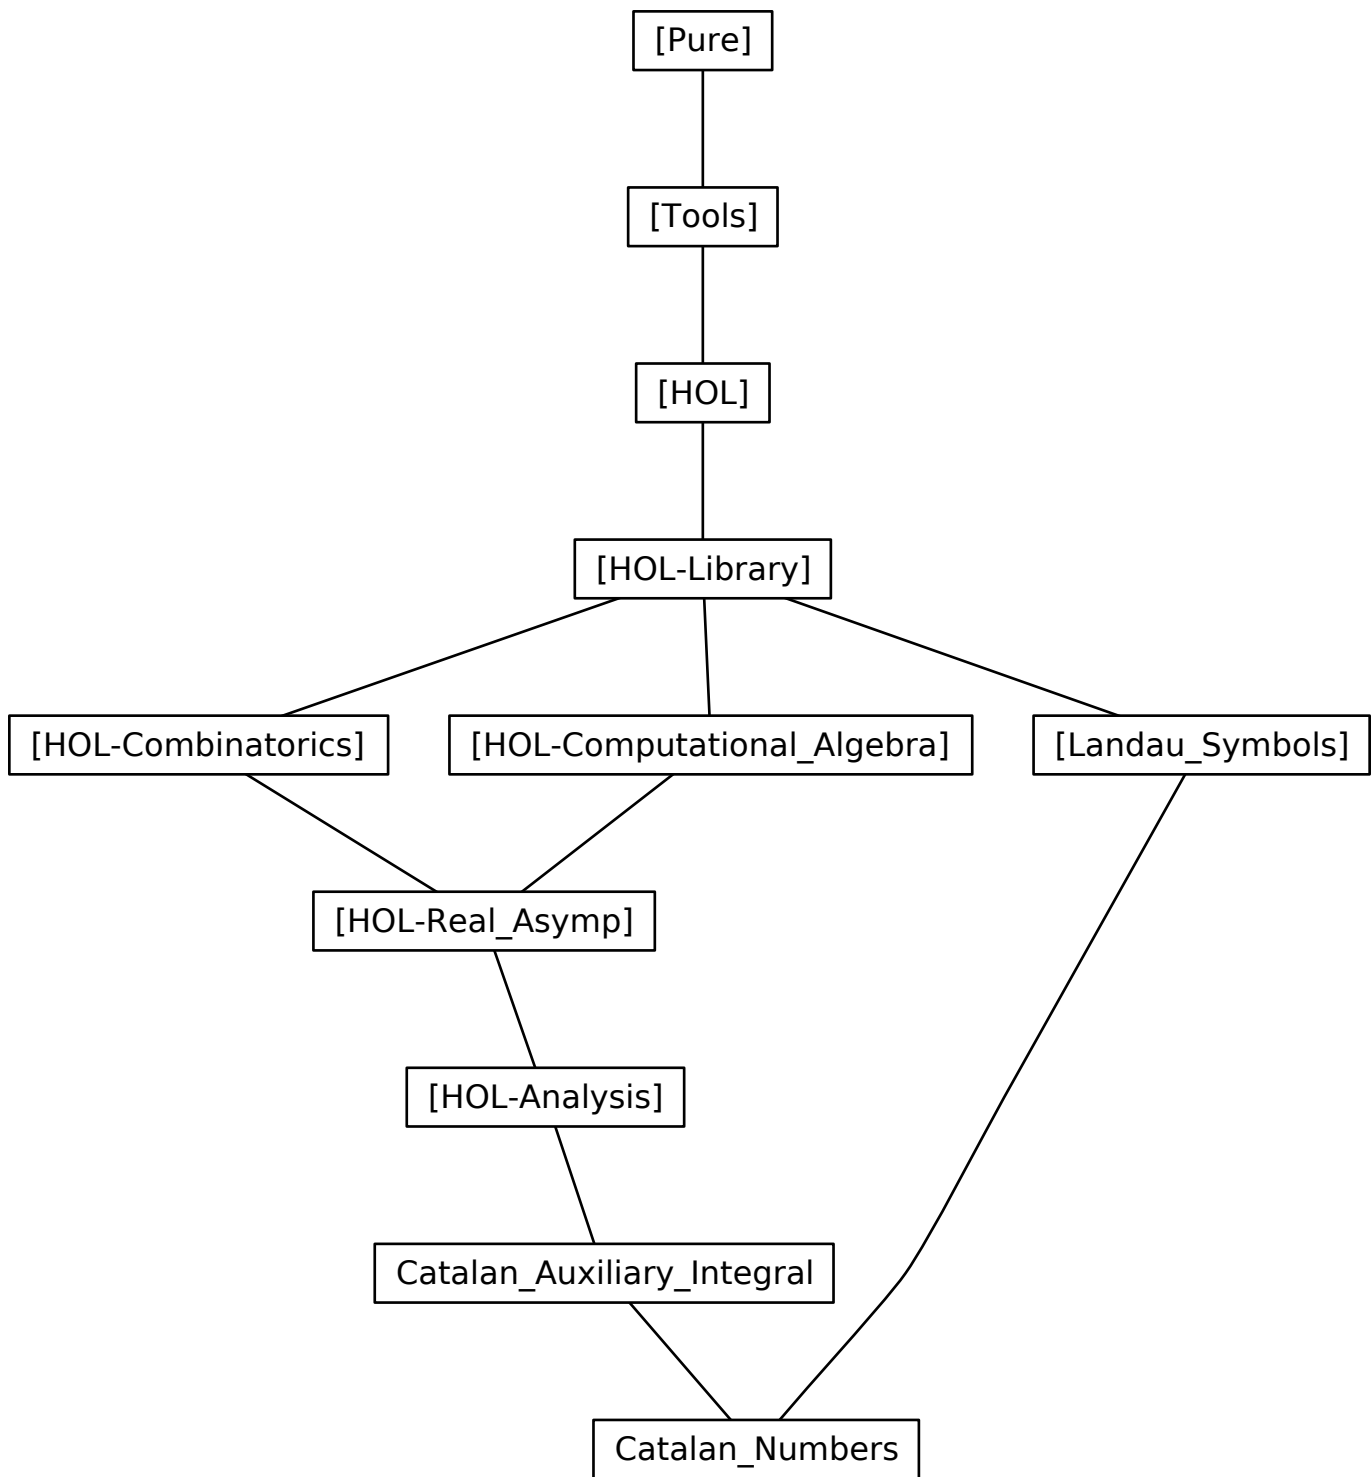 [Pure]
[Tools]
[HOL]
[HOL-Library]
[HOL-Combinatorics]
[HOL-Computational_Algebra]
[Landau_Symbols]
[HOL-Real_Asymp]
[HOL-Analysis]
Catalan_Auxiliary_Integral
Catalan_Numbers